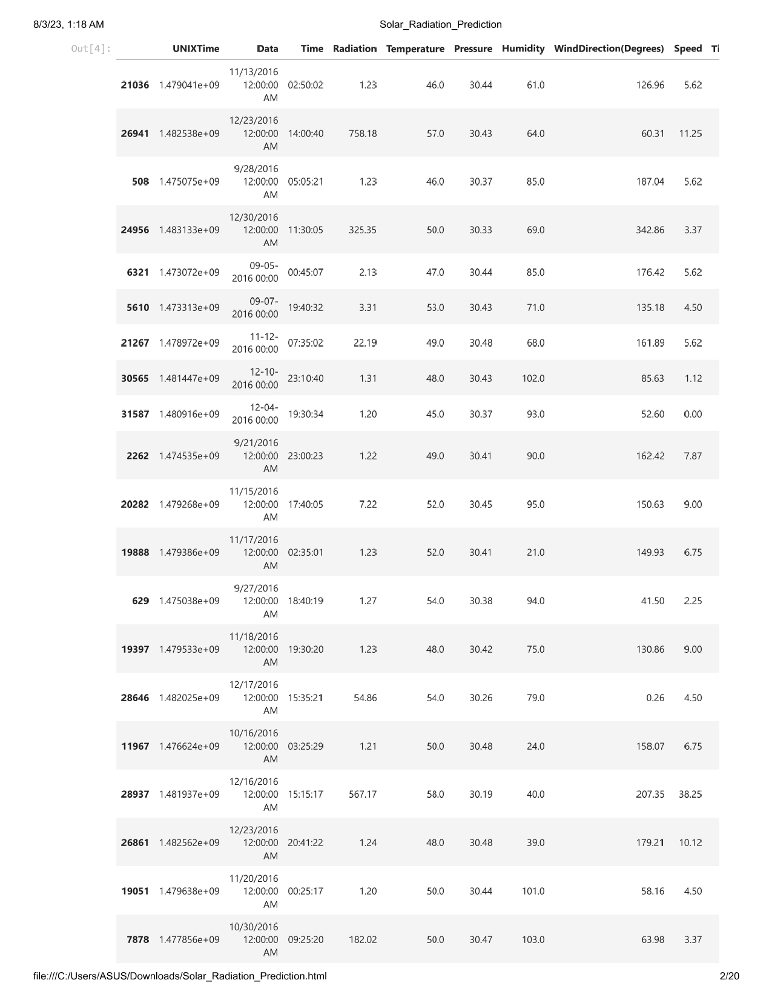 8/3/23, 1:18 AM Solar_Radiation_Prediction
Out[4]: UNIXTime Data Time Radiation Temperature Pressure Humidity WindDirection(Degrees) Speed Ti
11/13/2016
21036 1.479041e+09 12:00:00 02:50:02 1.23 46.0 30.44 61.0 126.96 5.62
AM
12/23/2016
26941 1.482538e+09 12:00:00 14:00:40 758.18 57.0 30.43 64.0 60.31 11.25
AM
9/28/2016
508 1.475075e+09 12:00:00 05:05:21 1.23 46.0 30.37 85.0 187.04 5.62
AM
12/30/2016
24956 1.483133e+09 12:00:00 11:30:05 325.35 50.0 30.33 69.0 342.86 3.37
AM
09-05-
6321 1.473072e+09 2016 00:00 00:45:07 2.13 47.0 30.44 85.0 176.42 5.62
09-07-
5610 1.473313e+09 2016 00:00 19:40:32 3.31 53.0 30.43 71.0 135.18 4.50
11-12-
21267 1.478972e+09 2016 00:00 07:35:02 22.19 49.0 30.48 68.0 161.89 5.62
12-10-
30565 1.481447e+09 2016 00:00 23:10:40 1.31 48.0 30.43 102.0 85.63 1.12
12-04-
31587 1.480916e+09 2016 00:00 19:30:34 1.20 45.0 30.37 93.0 52.60 0.00
9/21/2016
2262 1.474535e+09 12:00:00 23:00:23 1.22 49.0 30.41 90.0 162.42 7.87
AM
11/15/2016
20282 1.479268e+09 12:00:00 17:40:05 7.22 52.0 30.45 95.0 150.63 9.00
AM
11/17/2016
19888 1.479386e+09 12:00:00 02:35:01 1.23 52.0 30.41 21.0 149.93 6.75
AM
9/27/2016
629 1.475038e+09 12:00:00 18:40:19 1.27 54.0 30.38 94.0 41.50 2.25
AM
11/18/2016
19397 1.479533e+09 12:00:00 19:30:20 1.23 48.0 30.42 75.0 130.86 9.00
AM
12/17/2016
28646 1.482025e+09 12:00:00 15:35:21 54.86 54.0 30.26 79.0 0.26 4.50
AM
10/16/2016
11967 1.476624e+09 12:00:00 03:25:29 1.21 50.0 30.48 24.0 158.07 6.75
AM
12/16/2016
28937 1.481937e+09 12:00:00 15:15:17 567.17 58.0 30.19 40.0 207.35 38.25
AM
12/23/2016
26861 1.482562e+09 12:00:00 20:41:22 1.24 48.0 30.48 39.0 179.21 10.12
AM
11/20/2016
19051 1.479638e+09 12:00:00 00:25:17 1.20 50.0 30.44 101.0 58.16 4.50
AM
10/30/2016
7878 1.477856e+09 12:00:00 09:25:20 182.02 50.0 30.47 103.0 63.98 3.37
AM
file:///C:/Users/ASUS/Downloads/Solar_Radiation_Prediction.html 2/20